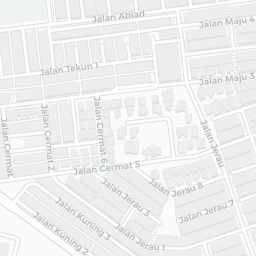 Jalan Abiad
Jalan Maju 4
Jalan Tekun 1
Jalan Maju 3
Jalan Cermat
Jalan Cermat 2
Jalan Cermat 6
Jalan Jerau
Jalan Cermat 5
Jalan Jerau 8
Jalan Kuning
Jalan Jerau 3
Jalan Jerau 7
Jalan Kuning 2
Jalan Jerau 1